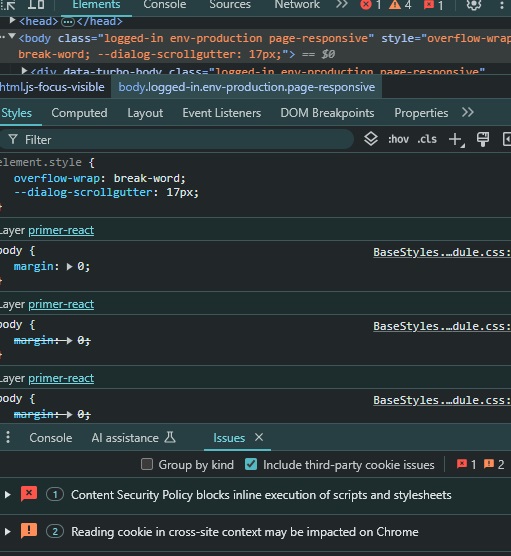 Elements Console Sources Network 1 4 1
<head> ... </head>
<body class="logged-in env-production page-responsive" style="overflow-wrap:
break-word; --dialog-scrollgutter: 17px;"> == $0
<div data-turbo-body class="logged-in env-production page-responsive"
html.js-focus-visible body.logged-in.env-production.page-responsive
Styles Computed Layout Event Listeners DOM Breakpoints Properties
Filter :hov .cls
element.style {
overflow-wrap: break-word;
--dialog-scrollgutter: 17px;
}
Layer primer-react
body { BaseStyles.…dule.css:
margin: 0;
}
Layer primer-react
body { BaseStyles.…dule.css:
margin: 0;
}
Layer primer-react
body { BaseStyles.…dule.css:
margin: 0;
Console AI assistance Issues
Group by kind Include third-party cookie issues 1 2
1 Content Security Policy blocks inline execution of scripts and stylesheets
2 Reading cookie in cross-site context may be impacted on Chrome